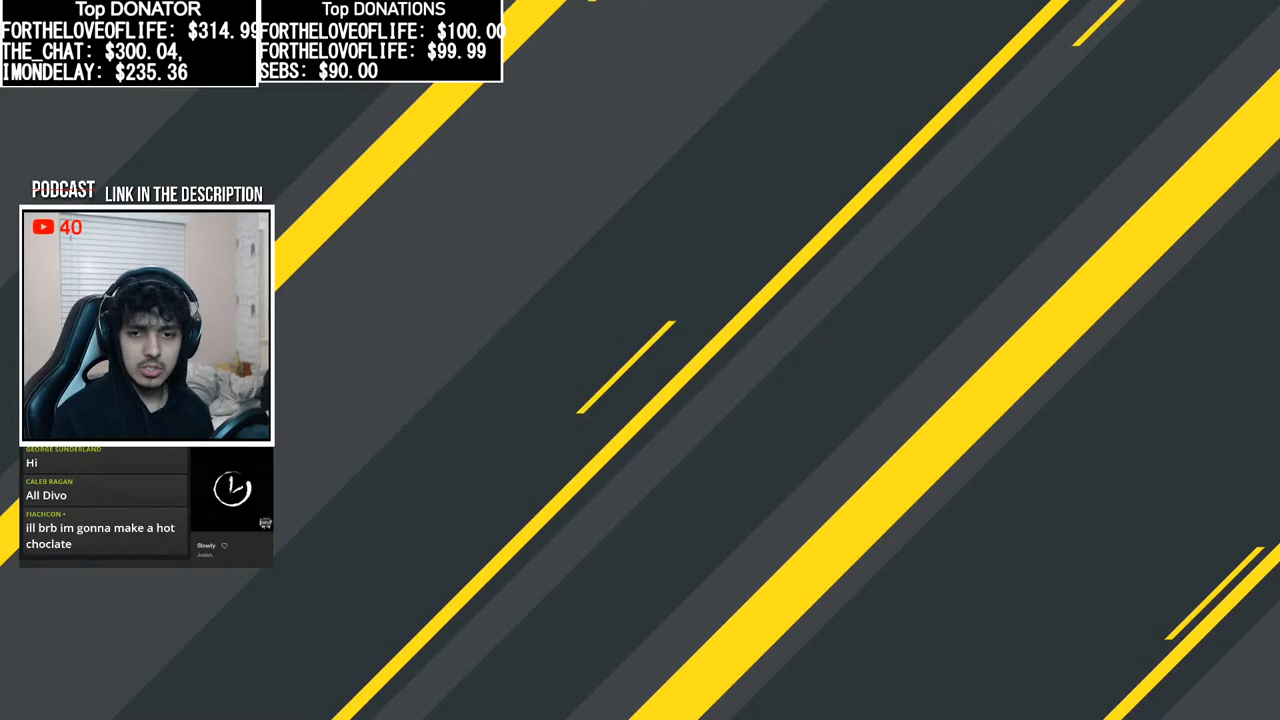 Top DONATOR
FORTHELOVEOFLIFE: $314.99
THE_CHAT: $300.04,
IMONDELAY: $235.36
Top DONATIONS
FORTHELOVEOFLIFE: $100.00
FORTHELOVOFLIFE: $99.99
SEBS: $90.00
PODCAST LINK IN THE DESCRIPTION
40
GEORGE SUNDERLAND
Hi
CALEB RAGAN
All Divo
FIACHCON •
ill brb im gonna make a hot
choclate
Slowly